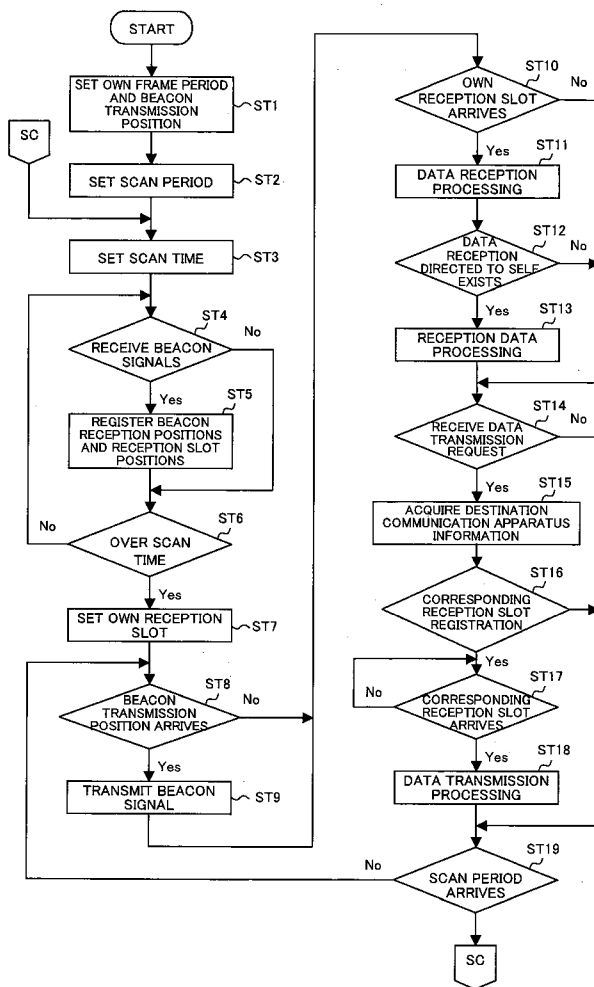 START
SET OWN FRAME PERIOD
AND BEACON
TRANSMISSION
POSITION
ST1
SC
SET SCAN PERIOD
ST2
SET SCAN TIME
ST3
ST4
RECEIVE BEACON
SIGNALS
No
Yes
ST5
REGISTER BEACON
RECEPTION POSITIONS
AND RECEPTION SLOT
POSITIONS
No
ST6
OVER SCAN
TIME
Yes
SET OWN RECEPTION
SLOT
ST7
ST8
BEACON
TRANSMISSION
POSITION ARRIVES
No
Yes
TRANSMIT BEACON
SIGNAL
ST9
ST10
OWN
RECEPTION SLOT
ARRIVES
No
Yes
ST11
DATA RECEPTION
PROCESSING
ST12
DATA
RECEPTION
DIRECTED TO SELF
EXISTS
No
Yes
ST13
RECEPTION DATA
PROCESSING
ST14
RECEIVE DATA
TRANSMISSION
REQUEST
No
Yes
ST15
ACQUIRE DESTINATION
COMMUNICATION APPARATUS
INFORMATION
ST16
CORRESPONDING
RECEPTION SLOT
REGISTRATION
Yes
ST17
No
CORRESPONDING
RECEPTION SLOT
ARRIVES
Yes
ST18
DATA TRANSMISSION
PROCESSING
ST19
No
SCAN PERIOD
ARRIVES
Yes
SC